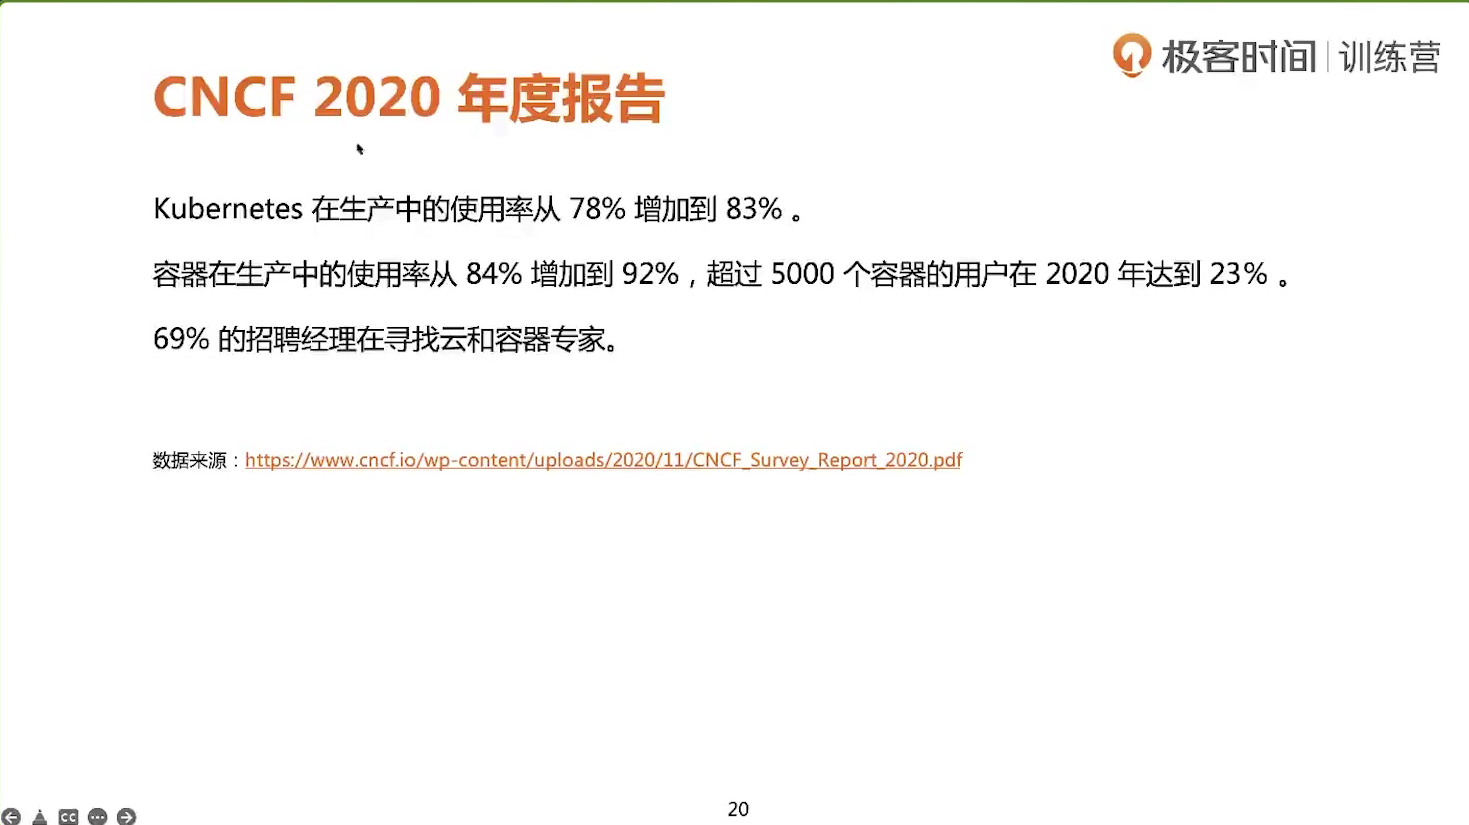 极客时间 | 训练营
CNCF 2020 年度报告
Kubernetes 在生产中的使用率从 78% 增加到 83% 。
容器在生产中的使用率从 84% 增加到 92%，超过 5000 个容器的用户在 2020 年达到 23% 。
69% 的招聘经理在寻找云和容器专家。
数据来源：https://www.cncf.io/wp-content/uploads/2020/11/CNCF_Survey_Report_2020.pdf
CC
20